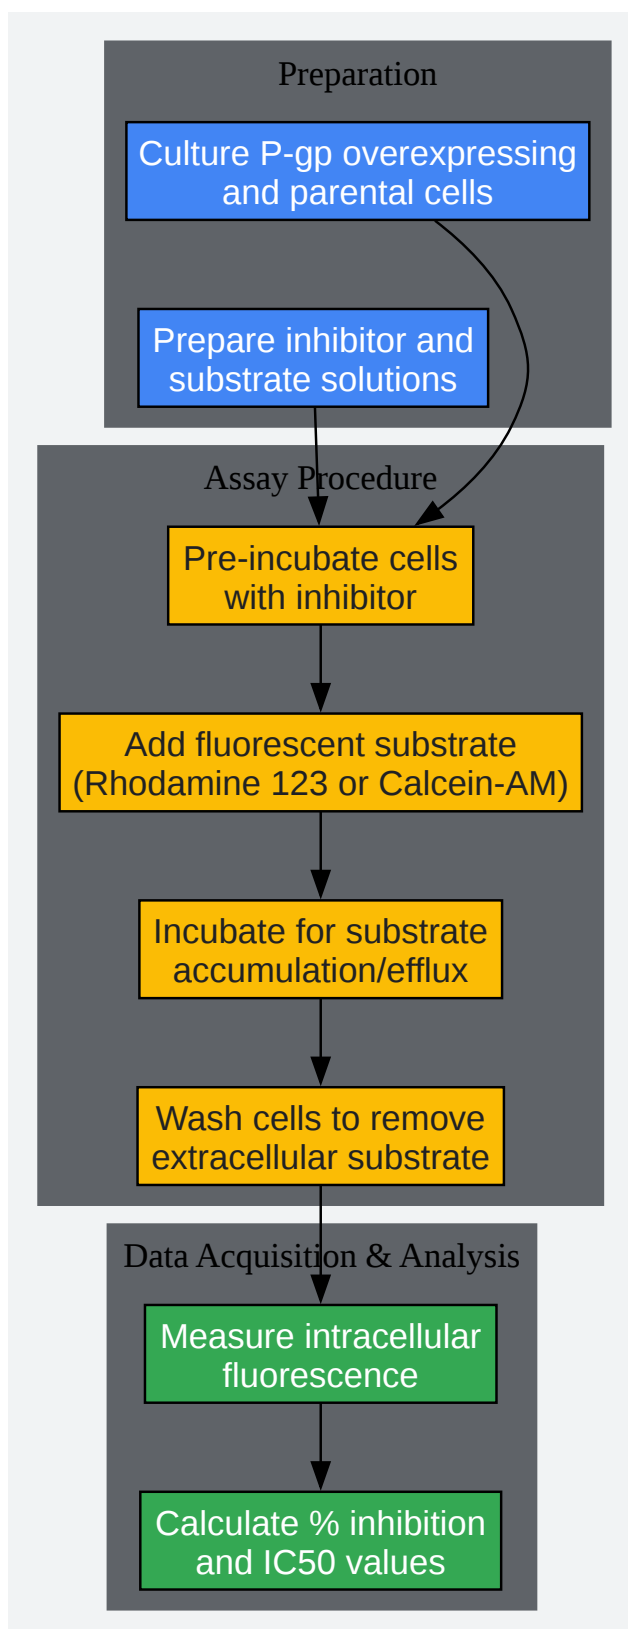 Preparation
Culture P-gp overexpressing
and parental cells
Prepare inhibitor and
substrate solutions
Assay Procedure
Pre-incubate cells
with inhibitor
Add fluorescent substrate
(Rhodamine 123 or Calcein-AM)
Incubate for substrate
accumulation/efflux
Wash cells to remove
extracellular substrate
Data Acquisition & Analysis
Measure intracellular
fluorescence
Calculate % inhibition
and IC50 values